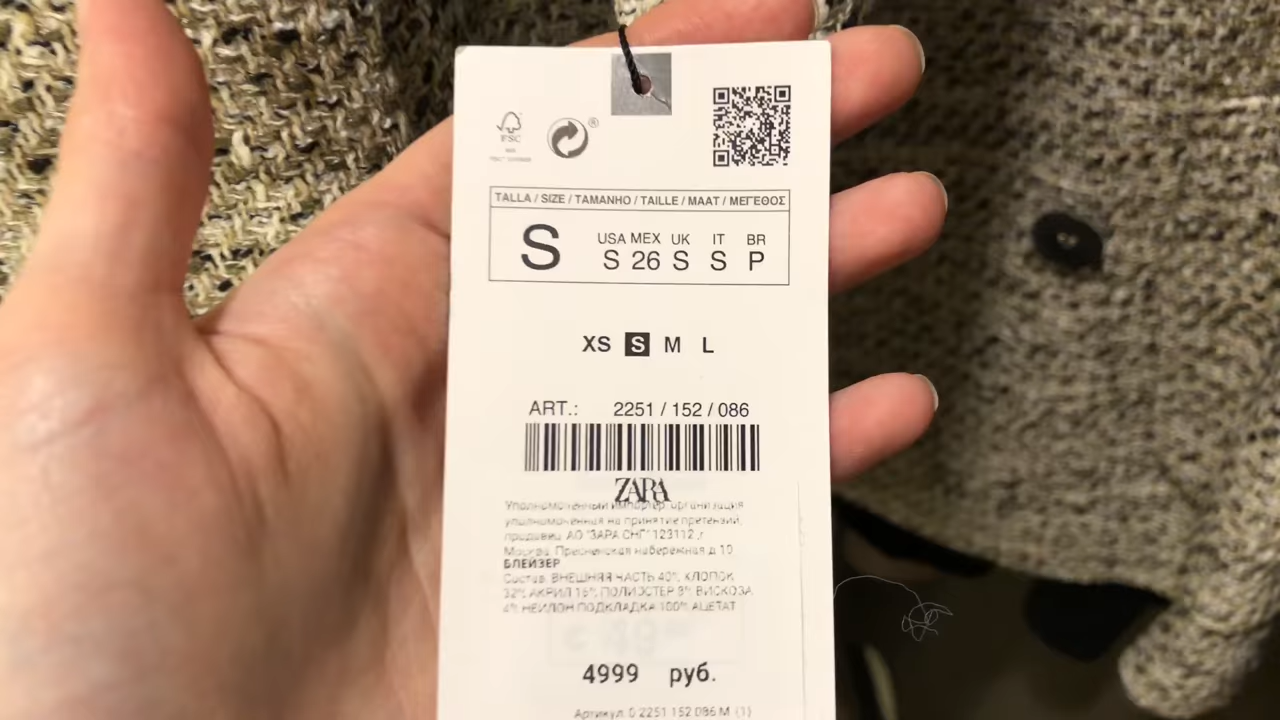 FSC
®
TALLA / SIZE / TAMANHO / TAILLE / MAAT / ΜΕΓΕΘΟΣ
S
USA MEX UK IT BR
S 26 S S P
XS S M L
ART.: 2251 / 152 / 086
ZARA
Уполномоченный импортер, организация
уполномоченная на принятие претензий,
продавец: АО "ЗАРА СНГ" 123112, г.
Москва, Пресненская набережная д 10
БЛЕЙЗЕР
Состав: ВНЕШНЯЯ ЧАСТЬ 40% ХЛОПОК
32% АКРИЛ 16% ПОЛИЭСТЕР 8% ВИСКОЗА
4% НЕЙЛОН ПОДКЛАДКА 100% АЦЕТАТ
4999 руб.
Артикул: 0 2251 152 086 M (1)